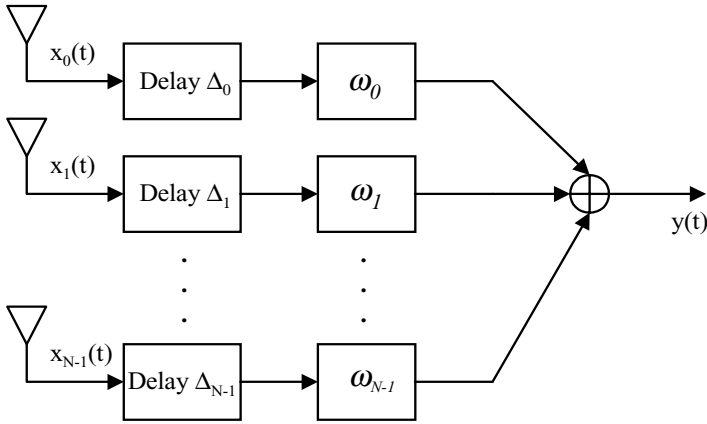 x₀(t) Delay Δ₀ ω₀
x₁(t) Delay Δ₁ ω₁
y(t)
x_{N-1}(t) Delay Δ_{N-1} ω_{N-1}